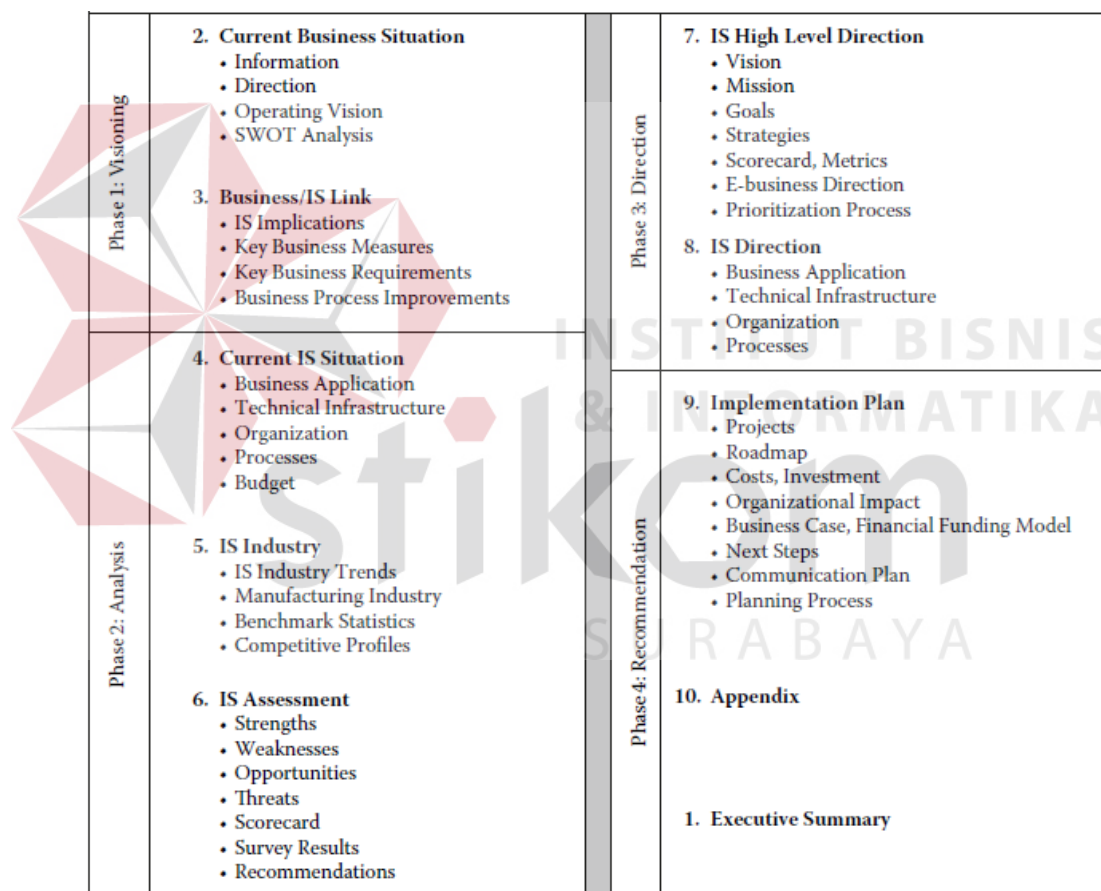 Phase 1: Visioning
2. Current Business Situation
• Information
• Direction
• Operating Vision
• SWOT Analysis
3. Business/IS Link
• IS Implications
• Key Business Measures
• Key Business Requirements
• Business Process Improvements
Phase 2: Analysis
4. Current IS Situation
• Business Application
• Technical Infrastructure
• Organization
• Processes
• Budget
5. IS Industry
• IS Industry Trends
• Manufacturing Industry
• Benchmark Statistics
• Competitive Profiles
6. IS Assessment
• Strengths
• Weaknesses
• Opportunities
• Threats
• Scorecard
• Survey Results
• Recommendations
Phase 3: Direction
7. IS High Level Direction
• Vision
• Mission
• Goals
• Strategies
• Scorecard, Metrics
• E-business Direction
• Prioritization Process
8. IS Direction
• Business Application
• Technical Infrastructure
• Organization
• Processes
Phase 4: Recommendation
9. Implementation Plan
• Projects
• Roadmap
• Costs, Investment
• Organizational Impact
• Business Case, Financial Funding Model
• Next Steps
• Communication Plan
• Planning Process
10. Appendix
1. Executive Summary
INSTITUT BISNIS
& INFORMATIKA
stikom
SURABAYA